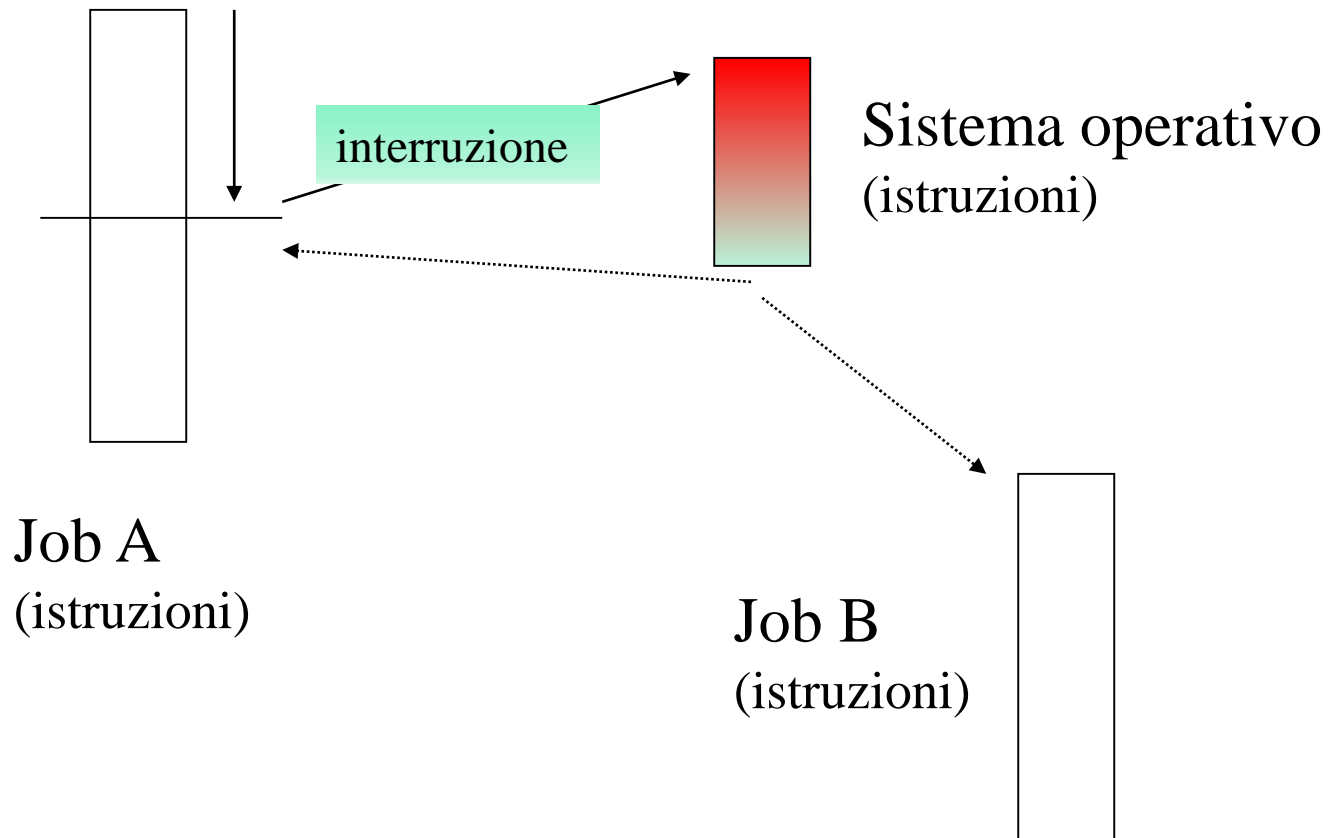 interruzione
Sistema operativo
(istruzioni)
Job A
(istruzioni)
Job B
(istruzioni)